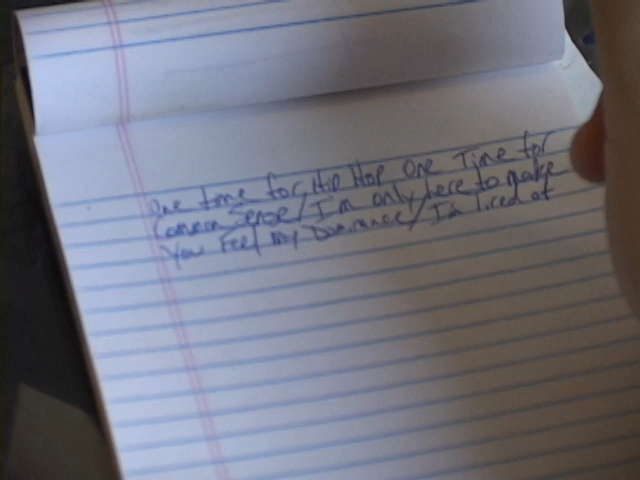 One time for Hip Hop One Time for
Common Sense/I'm only here to make
You Feel My Dominance/I'm tired of